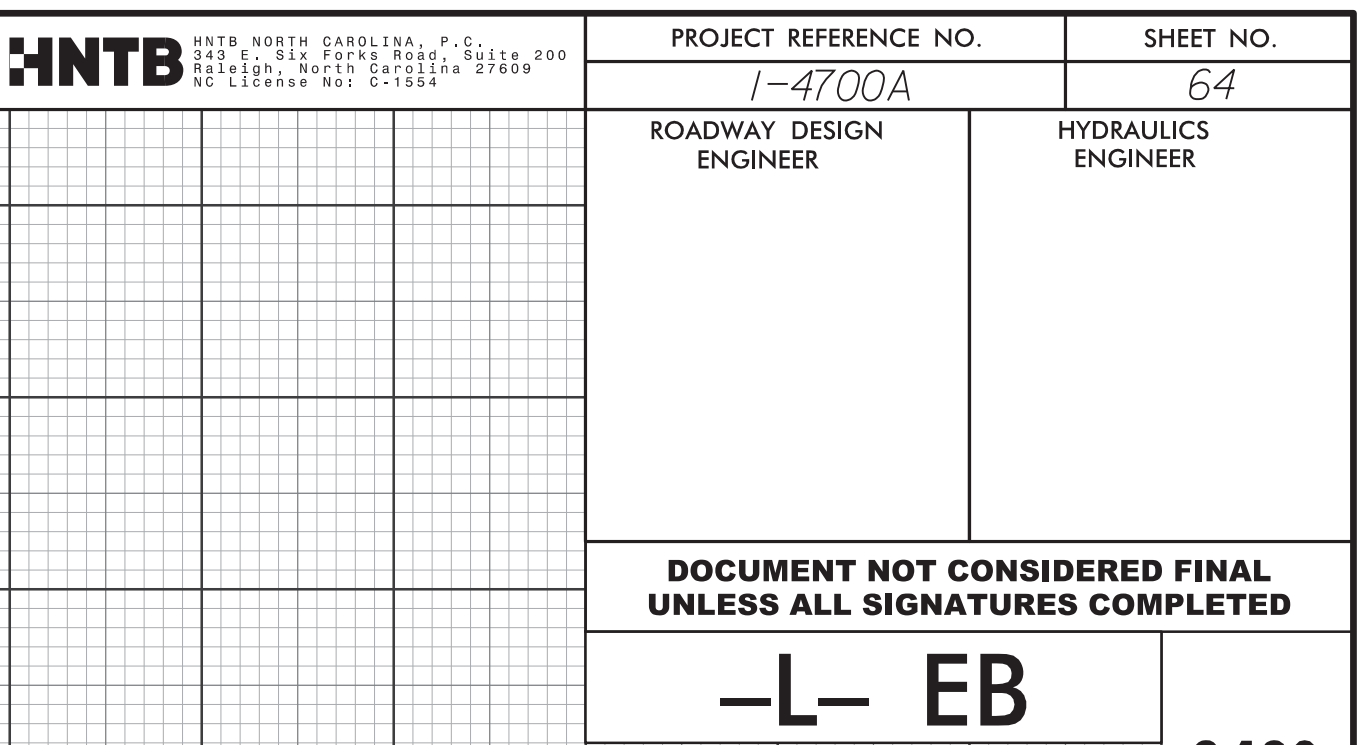 HNTB
HNTB NORTH CAROLINA, P.C.
343 E. Six Forks Road, Suite 200
Raleigh, North Carolina 27609
NC License No: C-1554
PROJECT REFERENCE NO.
SHEET NO.
I-4700A
64
ROADWAY DESIGN
ENGINEER
HYDRAULICS
ENGINEER
DOCUMENT NOT CONSIDERED FINAL
UNLESS ALL SIGNATURES COMPLETED
-L- EB